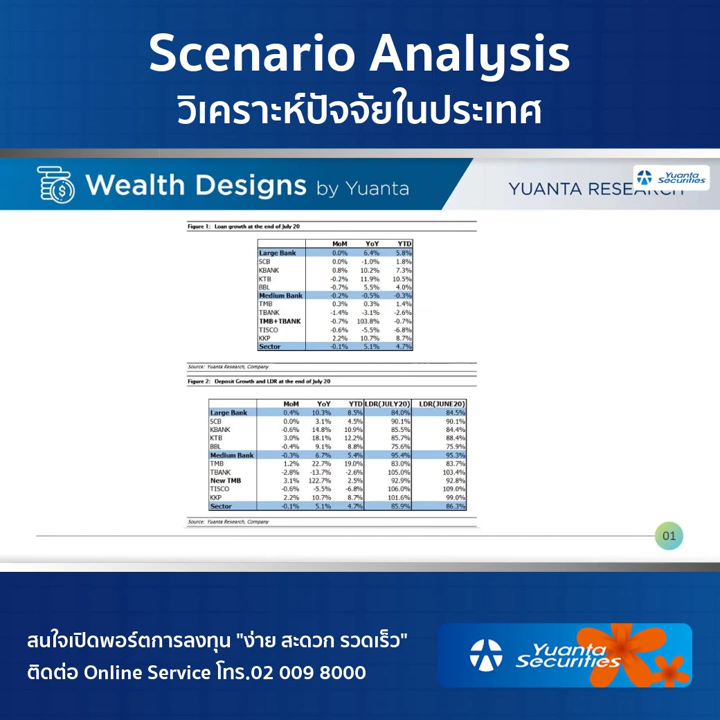 Scenario Analysis
วิเคราะห์ปัจจัยในประเทศ
Wealth Designs by Yuanta
YUANTA RESEARCH
Yuanta Securities
Figure 1: Loan growth at the end of July 20
MoM YoY YTD
Large Bank 0.0% 6.4% 5.8%
SCB 0.0% -1.0% 1.8%
KBANK 0.8% 10.2% 7.3%
KTB -0.2% 11.9% 10.5%
BBL -0.7% 5.5% 4.0%
Medium Bank -0.2% -0.5% -0.3%
TMB 0.3% 0.3% 1.4%
TBANK -1.4% -3.1% -2.6%
TMB+TBANK -0.7% 103.8% -0.7%
TISCO -0.6% -5.5% -6.8%
KKP 2.2% 10.7% 8.7%
Sector -0.1% 5.1% 4.7%
Source: Yuanta Research, Company
Figure 2: Deposit Growth and LDR at the end of July 20
MoM YoY YTD LDR(JULY20) LDR(JUNE20)
Large Bank 0.4% 10.3% 8.5% 84.0% 84.5%
SCB 0.0% 3.1% 4.5% 90.1% 90.1%
KBANK -0.6% 14.8% 10.9% 85.5% 84.4%
KTB 3.0% 18.1% 12.2% 85.7% 88.4%
BBL -0.4% 9.1% 8.8% 75.6% 75.9%
Medium Bank -0.3% 6.7% 5.4% 95.4% 95.3%
TMB 1.2% 22.7% 19.0% 83.0% 83.7%
TBANK -2.8% -13.7% -2.6% 105.0% 103.4%
New TMB 3.1% 122.7% 2.5% 92.9% 92.8%
TISCO -0.6% -5.5% -6.8% 106.0% 109.0%
KKP 2.2% 10.7% 8.7% 101.6% 99.0%
Sector -0.1% 5.1% 4.7% 85.9% 86.3%
Source: Yuanta Research, Company
01
สนใจเปิดพอร์ตการลงทุน "ง่าย สะดวก รวดเร็ว"
ติดต่อ Online Service โทร.02 009 8000
Yuanta
Securities